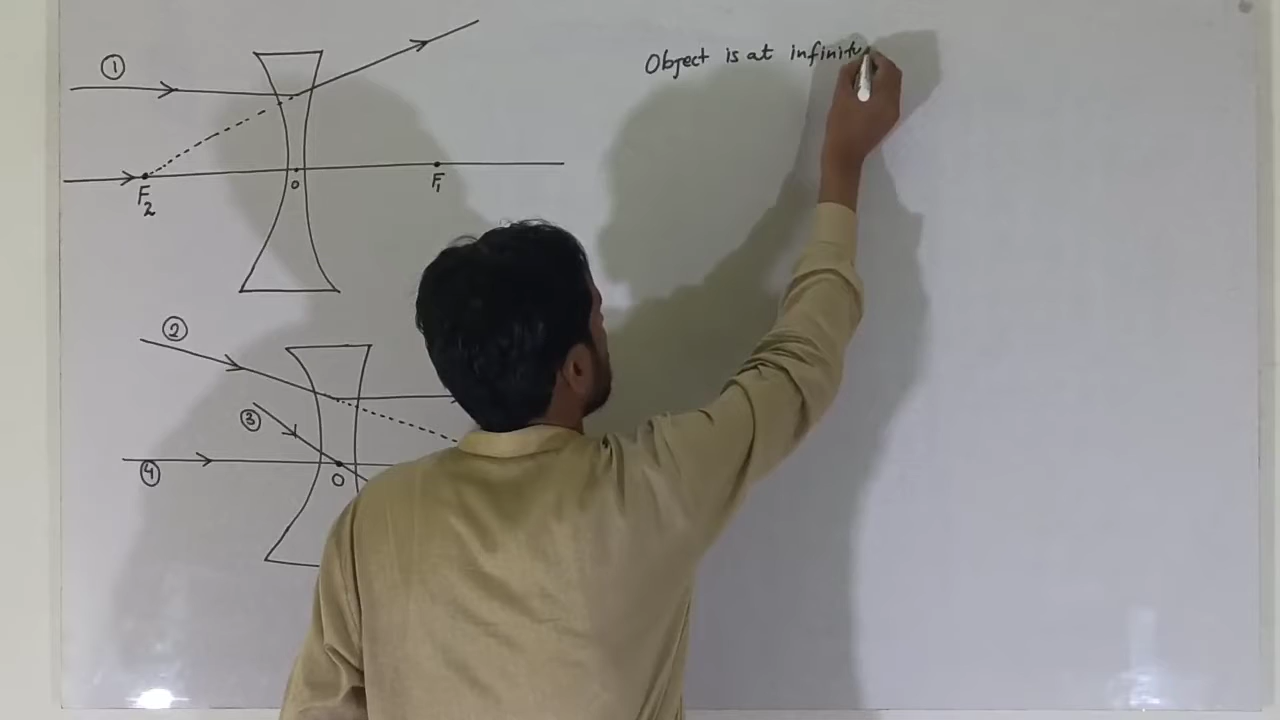 ①
F₂
O
F₁
②
③
④
O
Object is at infinity